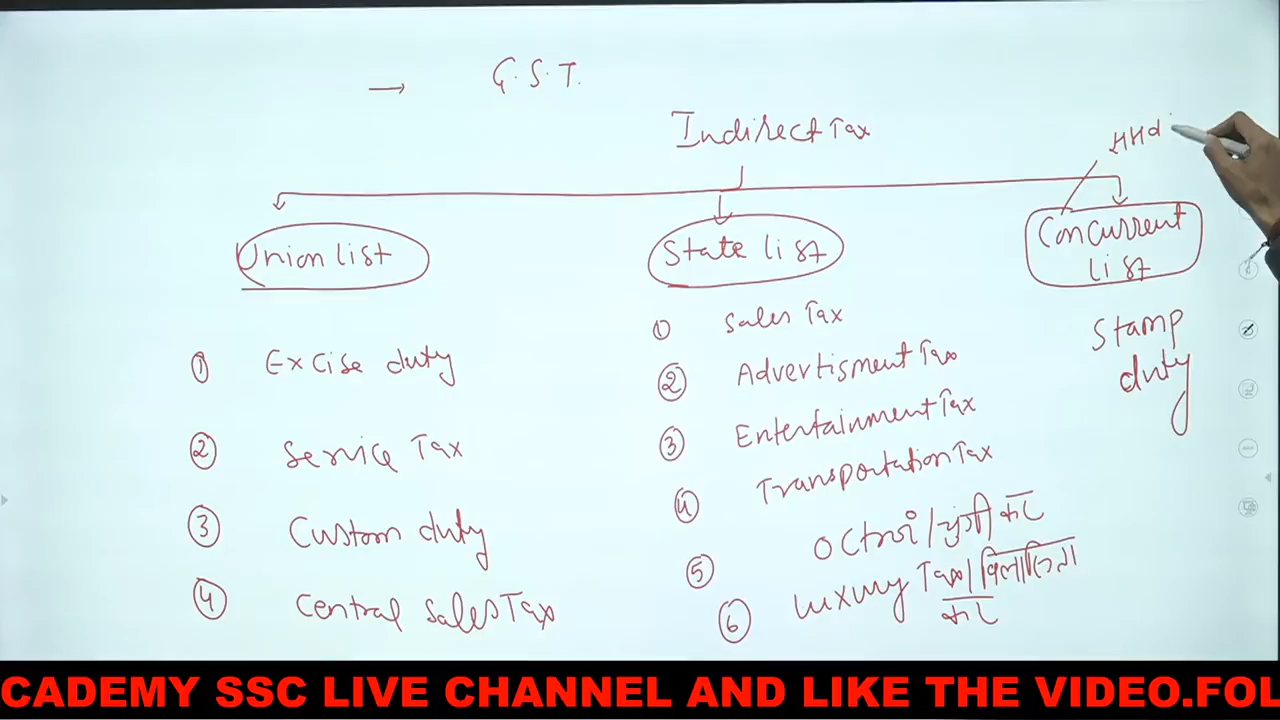 → G.S.T.
Indirect Tax
Union list
① Excise duty
② Service Tax
③ Custom duty
④ Central Sales Tax
State list
① Sales Tax
② Advertisment Tax
③ Entertainment Tax
④ Transportation Tax
⑤ Octroi / चुंगी कर
⑥ Luxury Tax / विलासिता
कर
Concurrent
list
Stamp
duty
CADEMY SSC LIVE CHANNEL AND LIKE THE VIDEO.FOL